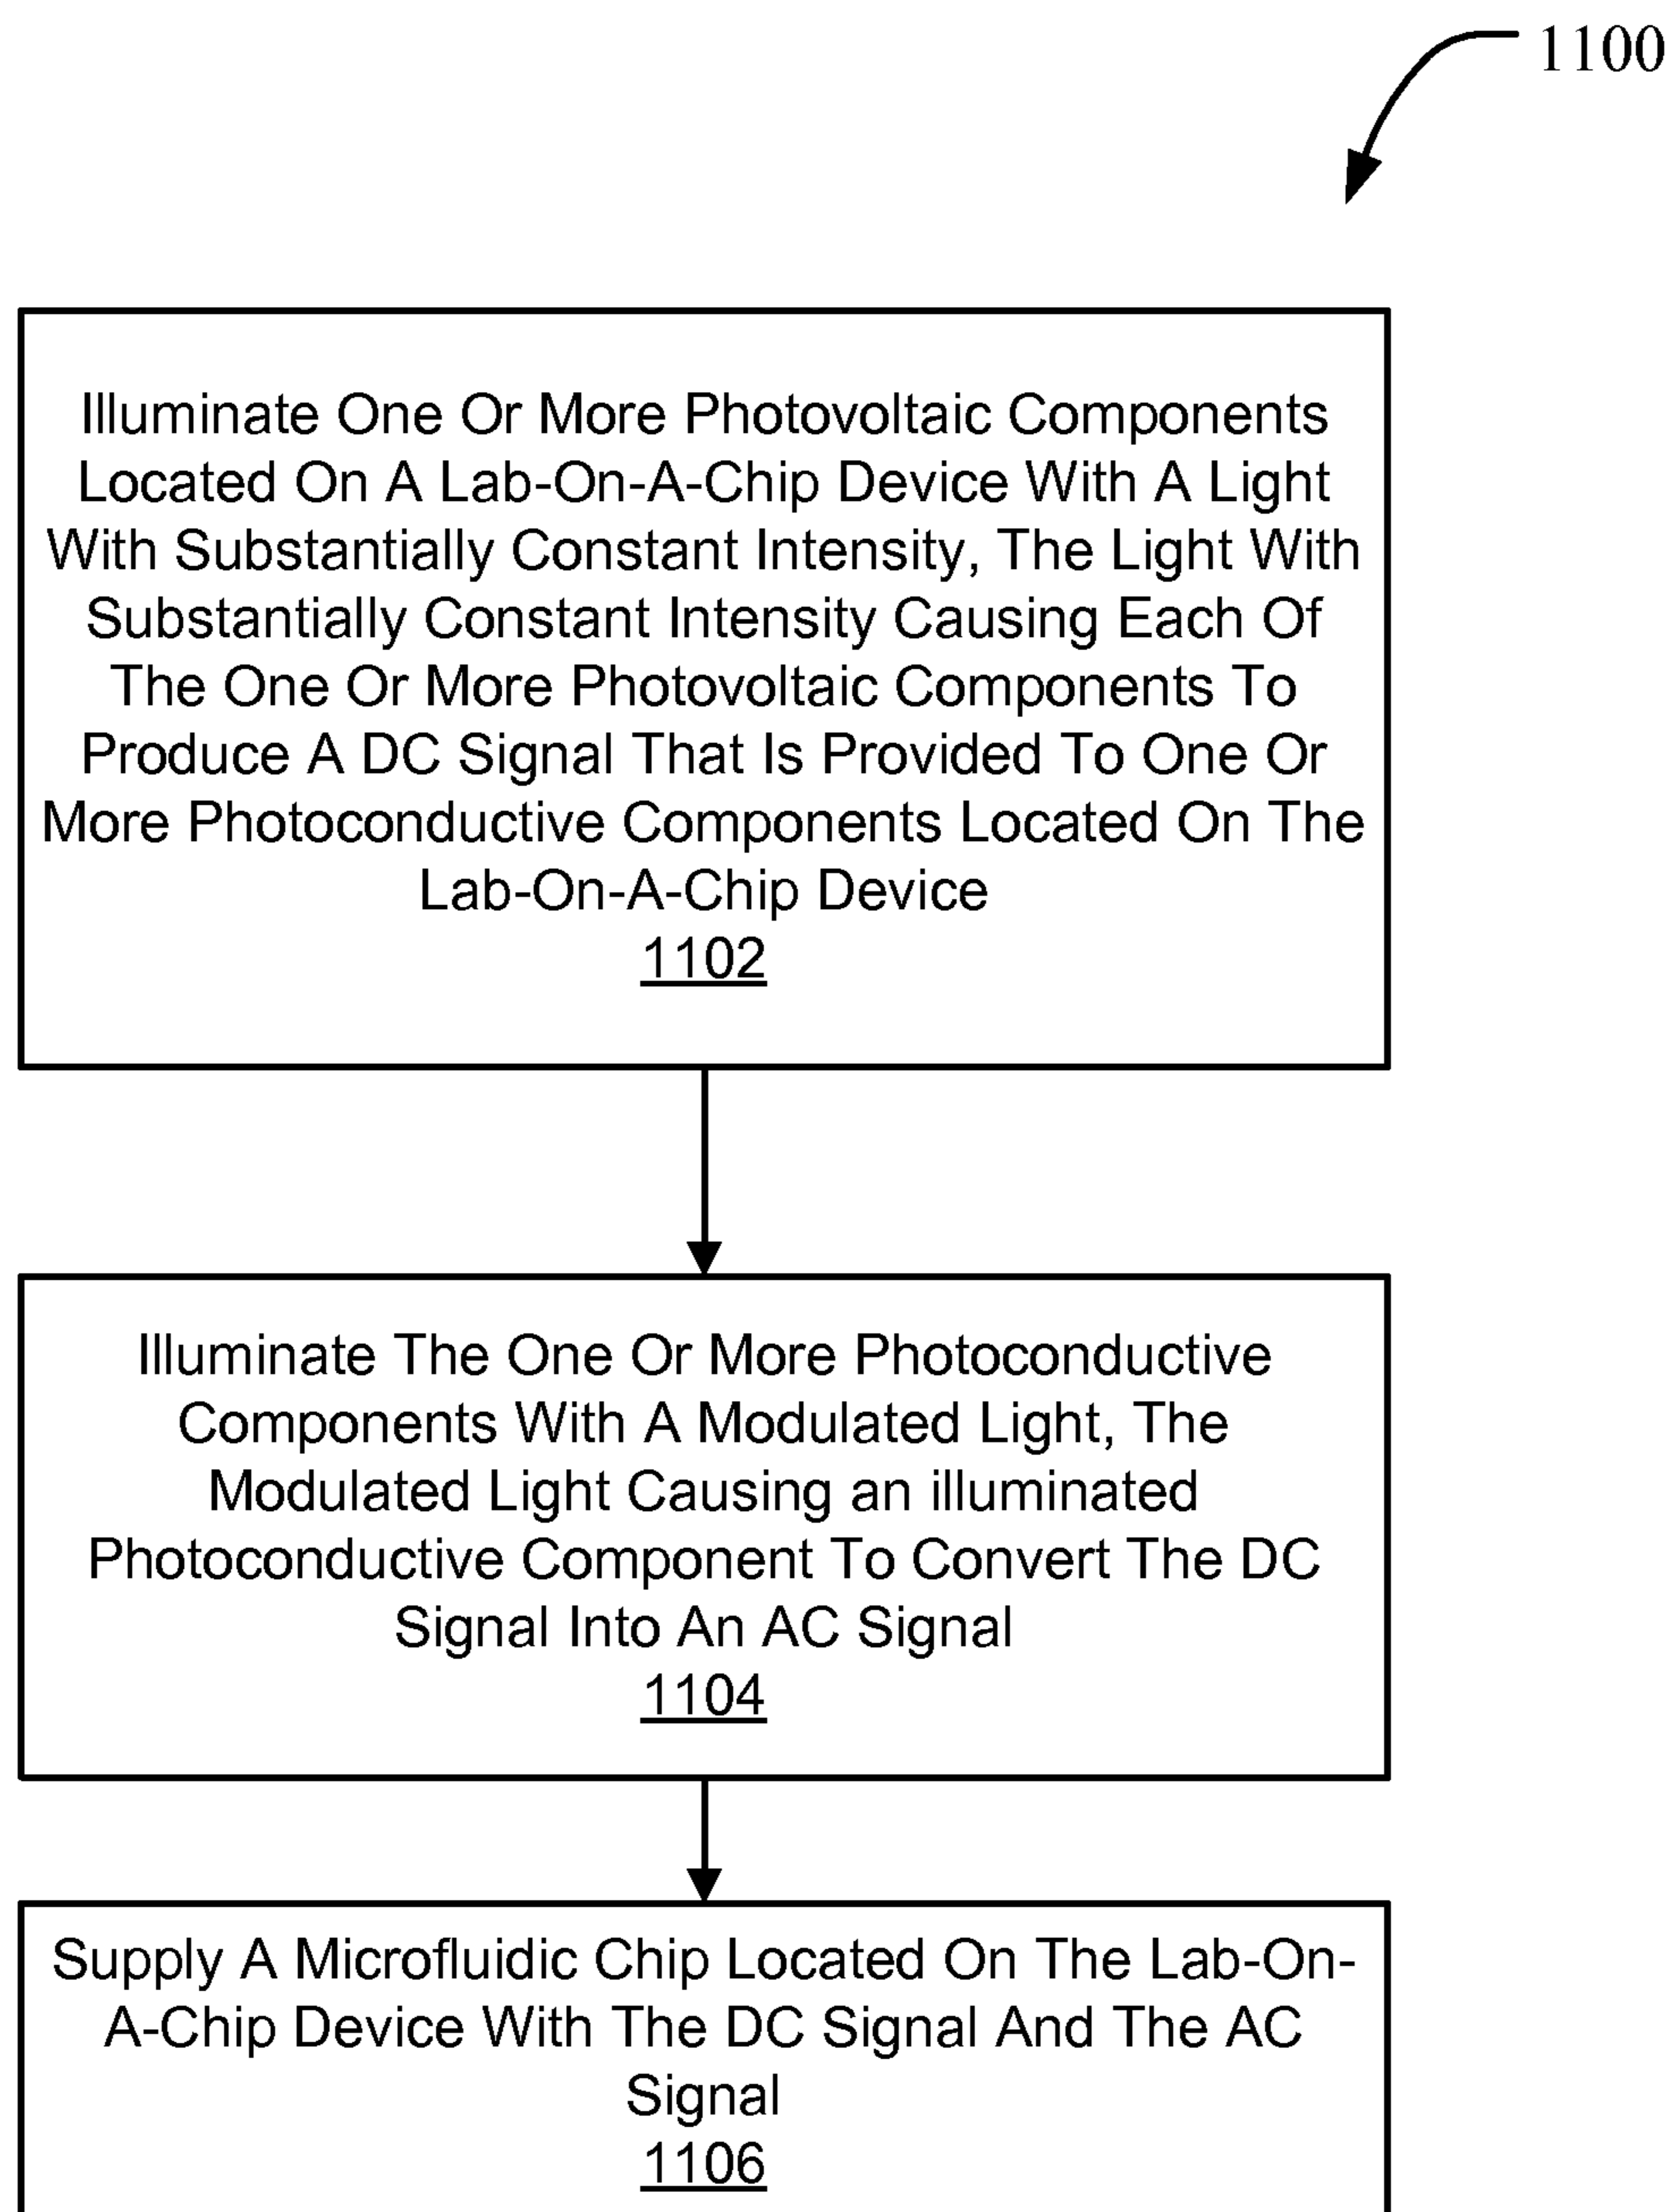 1100
Illuminate One Or More Photovoltaic Components
Located On A Lab-On-A-Chip Device With A Light
With Substantially Constant Intensity, The Light With
Substantially Constant Intensity Causing Each Of
The One Or More Photovoltaic Components To
Produce A DC Signal That Is Provided To One Or
More Photoconductive Components Located On The
Lab-On-A-Chip Device
1102
Illuminate The One Or More Photoconductive
Components With A Modulated Light, The
Modulated Light Causing an illuminated
Photoconductive Component To Convert The DC
Signal Into An AC Signal
1104
Supply A Microfluidic Chip Located On The Lab-On-
A-Chip Device With The DC Signal And The AC
Signal
1106